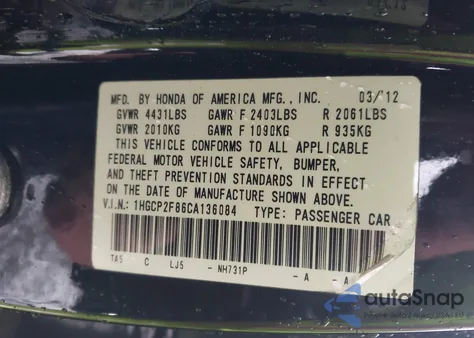 MFD. BY HONDA OF AMERICA MFG., INC. 03/12
GVWR 4431LBS GAWR F 2403LBS R 2061LBS
GVWR 2010KG GAWR F 1090KG R 935KG
THIS VEHICLE CONFORMS TO ALL APPLICABLE
FEDERAL MOTOR VEHICLE SAFETY, BUMPER,
AND THEFT PREVENTION STANDARDS IN EFFECT
ON THE DATE OF MANUFACTURE SHOWN ABOVE.
V.I.N.: 1HGCP2F86CA136084 TYPE: PASSENGER CAR
TA5 C LJ5 - NH731P - A - A
autoSnap